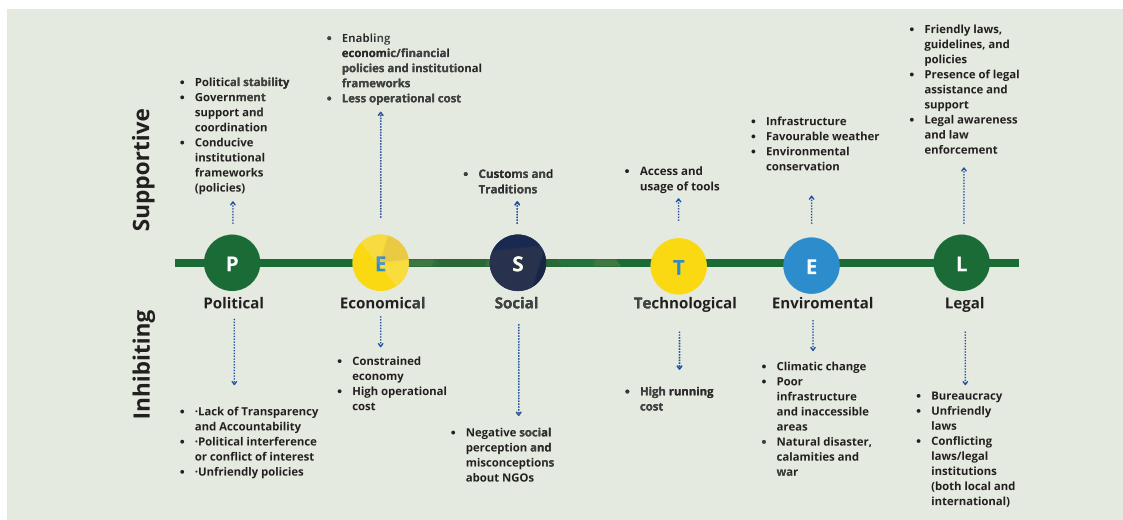 Supportive
• Political stability
• Government
support and
coordination
• Conducive
institutional
frameworks
(policies)
• Enabling
economic/financial
policies and institutional
frameworks
• Less operational cost
• Customs and
Traditions
• Access and
usage of tools
• Infrastructure
• Favourable weather
• Environmental
conservation
• Friendly laws,
guidelines, and
policies
• Presence of legal
assistance and
support
• Legal awareness
and law
enforcement
P
E
S
T
E
L
Political
Economical
Social
Technological
Enviromental
Legal
Inhibiting
• ·Lack of Transparency
and Accountability
• ·Political interference
or conflict of interest
• ·Unfriendly policies
• Constrained
economy
• High operational
cost
• Negative social
perception and
misconceptions
about NGOs
• High running
cost
• Climatic change
• Poor
infrastructure
and inaccessible
areas
• Natural disaster,
calamities and
war
• Bureaucracy
• Unfriendly
laws
• Conflicting
laws/legal
institutions
(both local and
international)